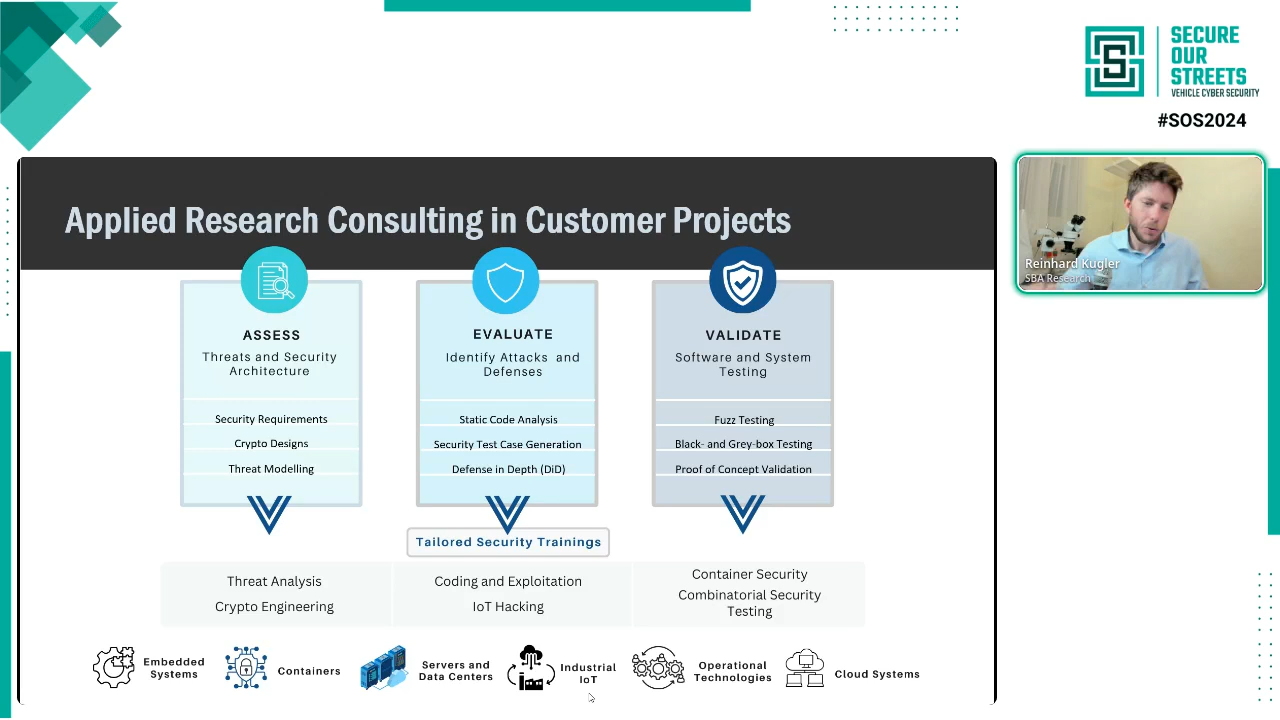 SECURE
OUR
STREETS
VEHICLE CYBER SECURITY
#SOS2024
Applied Research Consulting in Customer Projects
Reinhard Kugler
SBA Research
ASSESS
Threats and Security
Architecture
Security Requirements
Crypto Designs
Threat Modelling
EVALUATE
Identify Attacks and
Defenses
Static Code Analysis
Security Test Case Generation
Defense in Depth (DiD)
VALIDATE
Software and System
Testing
Fuzz Testing
Black- and Grey-box Testing
Proof of Concept Validation
Tailored Security Trainings
Threat Analysis
Crypto Engineering
Coding and Exploitation
IoT Hacking
Container Security
Combinatorial Security
Testing
Embedded
Systems
Containers
Servers and
Data Centers
Industrial
IoT
Operational
Technologies
Cloud Systems